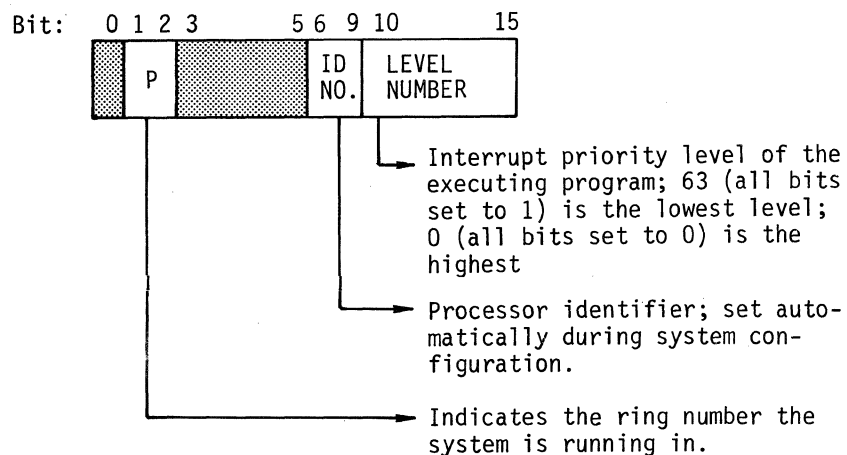 Bit: 0 1 2 3 5 6 9 10 15
P
ID NO.
LEVEL NUMBER
Interrupt priority level of the
executing program; 63 (all bits
set to 1) is the lowest level;
0 (all bits set to 0) is the
highest
Processor identifier; set auto-
matically during system con-
figuration.
Indicates the ring number the
system is running in.